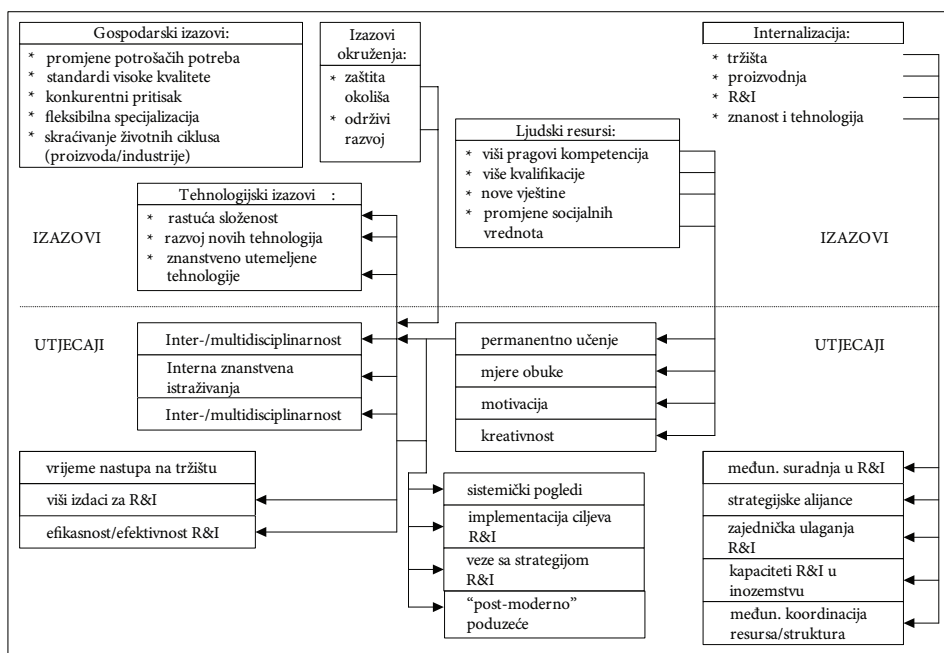 Gospodarski izazovi:
* promjene potrošačih potreba
* standardi visoke kvalitete
* konkurentni pritisak
* fleksibilna specijalizacija
* skraćivanje životnih ciklusa
(proizvoda/industrije)
Izazovi
okruženja:
* zaštita
okoliša
* održivi
razvoj
Internalizacija:
* tržišta
* proizvodnja
* R&I
* znanost i tehnologija
Ljudski resursi:
* viši pragovi kompetencija
* više kvalifikacije
* nove vještine
* promjene socijalnih
vrednota
Tehnologijski izazovi :
* rastuća složenost
* razvoj novih tehnologija
* znanstveno utemeljene
tehnologije
IZAZOVI
IZAZOVI
UTJECAJI
UTJECAJI
Inter-/multidisciplinarnost
Interna znanstvena
istraživanja
Inter-/multidisciplinarnost
permanentno učenje
mjere obuke
motivacija
kreativnost
vrijeme nastupa na tržištu
viši izdaci za R&I
efikasnost/efektivnost R&I
sistemički pogledi
implementacija ciljeva
R&I
veze sa strategijom
R&I
“post-moderno”
poduzeće
međun. suradnja u R&I
strategijske alijance
zajednička ulaganja
R&I
kapaciteti R&I u
inozemstvu
međun. koordinacija
resursa/struktura